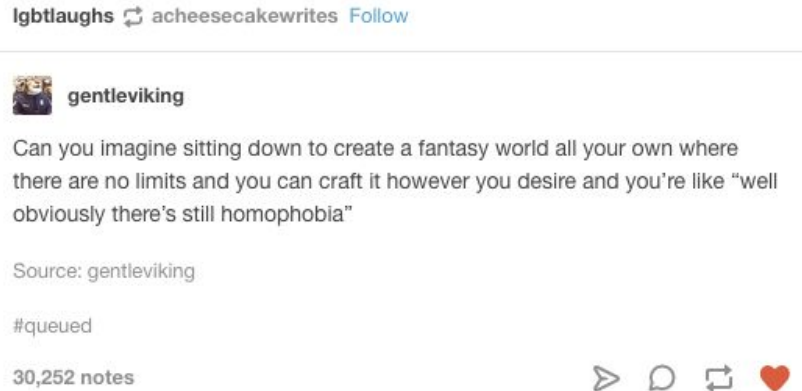 lgbtlaughs acheesecakewrites Follow
gentleviking
Can you imagine sitting down to create a fantasy world all your own where
there are no limits and you can craft it however you desire and you're like “well
obviously there's still homophobia”
Source: gentleviking
#queued
30,252 notes